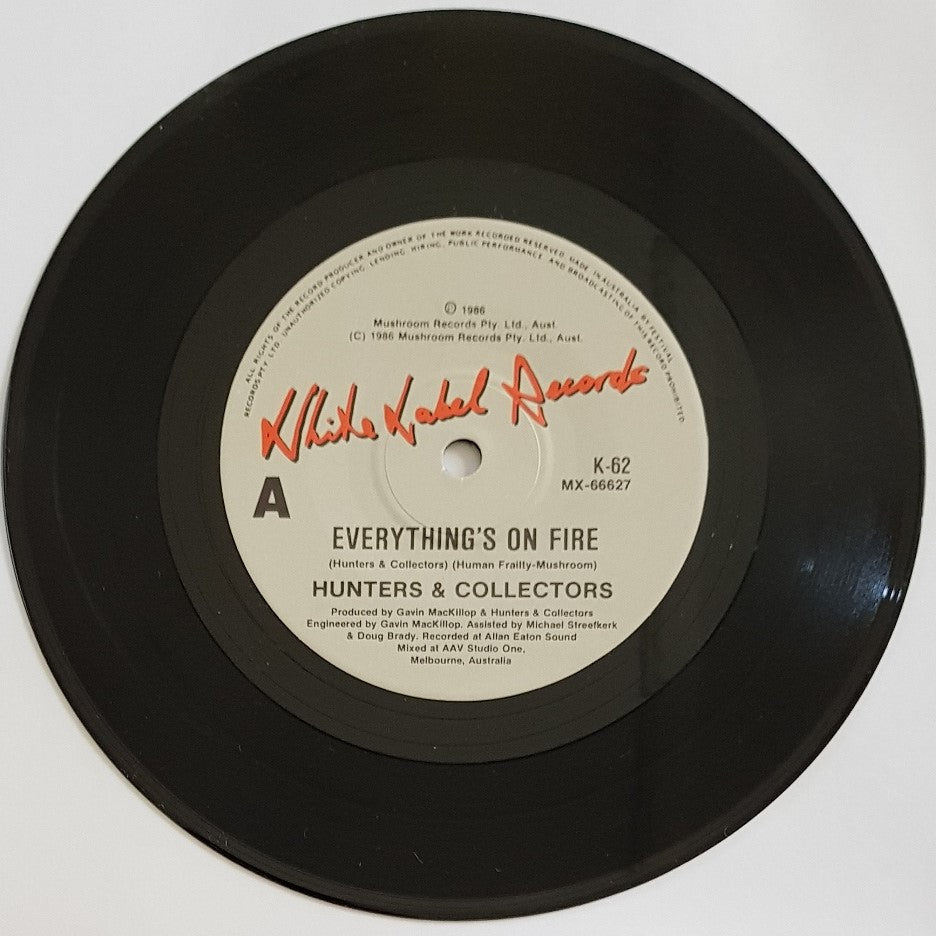 ALL RIGHTS OF THE RECORD PRODUCER AND OWNER OF THE WORK RECORDED RESERVED. MADE IN AUSTRALIA BY FESTIVAL
RECORDS PTY. LTD. UNAUTHORIZED COPYING, LENDING, HIRING, PUBLIC PERFORMANCE AND BROADCASTING OF THIS RECORD PROHIBITED.
℗ 1986
Mushroom Records Pty. Ltd., Aust.
(C) 1986 Mushroom Records Pty. Ltd., Aust.
White Label Records
K-62
MX-66627
A
EVERYTHING'S ON FIRE
(Hunters & Collectors) (Human Frailly-Mushroom)
HUNTERS & COLLECTORS
Produced by Gavin MacKillop & Hunters & Collectors
Engineered by Gavin MacKillop. Assisted by Michael Streefkerk
& Doug Brady. Recorded at Allan Eaton Sound
Mixed at AAV Studio One,
Melbourne, Australia